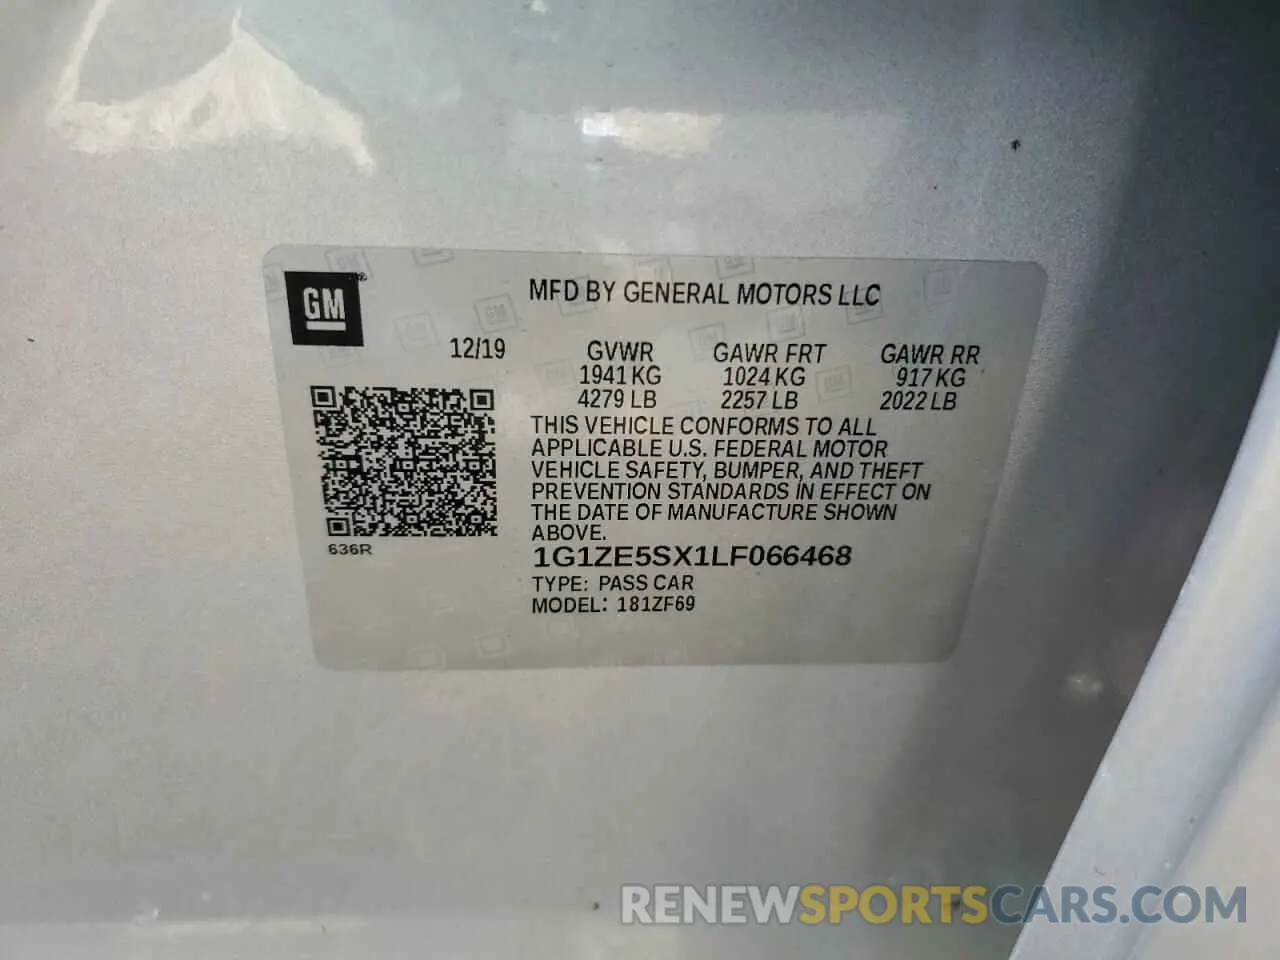 GM
MFD BY GENERAL MOTORS LLC
12/19 GVWR GAWR FRT GAWR RR
1941 KG 1024 KG 917 KG
4279 LB 2257 LB 2022 LB
THIS VEHICLE CONFORMS TO ALL
APPLICABLE U.S. FEDERAL MOTOR
VEHICLE SAFETY, BUMPER, AND THEFT
PREVENTION STANDARDS IN EFFECT ON
THE DATE OF MANUFACTURE SHOWN
ABOVE.
636R
1G1ZE5SX1LF066468
TYPE: PASS CAR
MODEL: 181ZF69
RENEWSPORTSCARS.COM